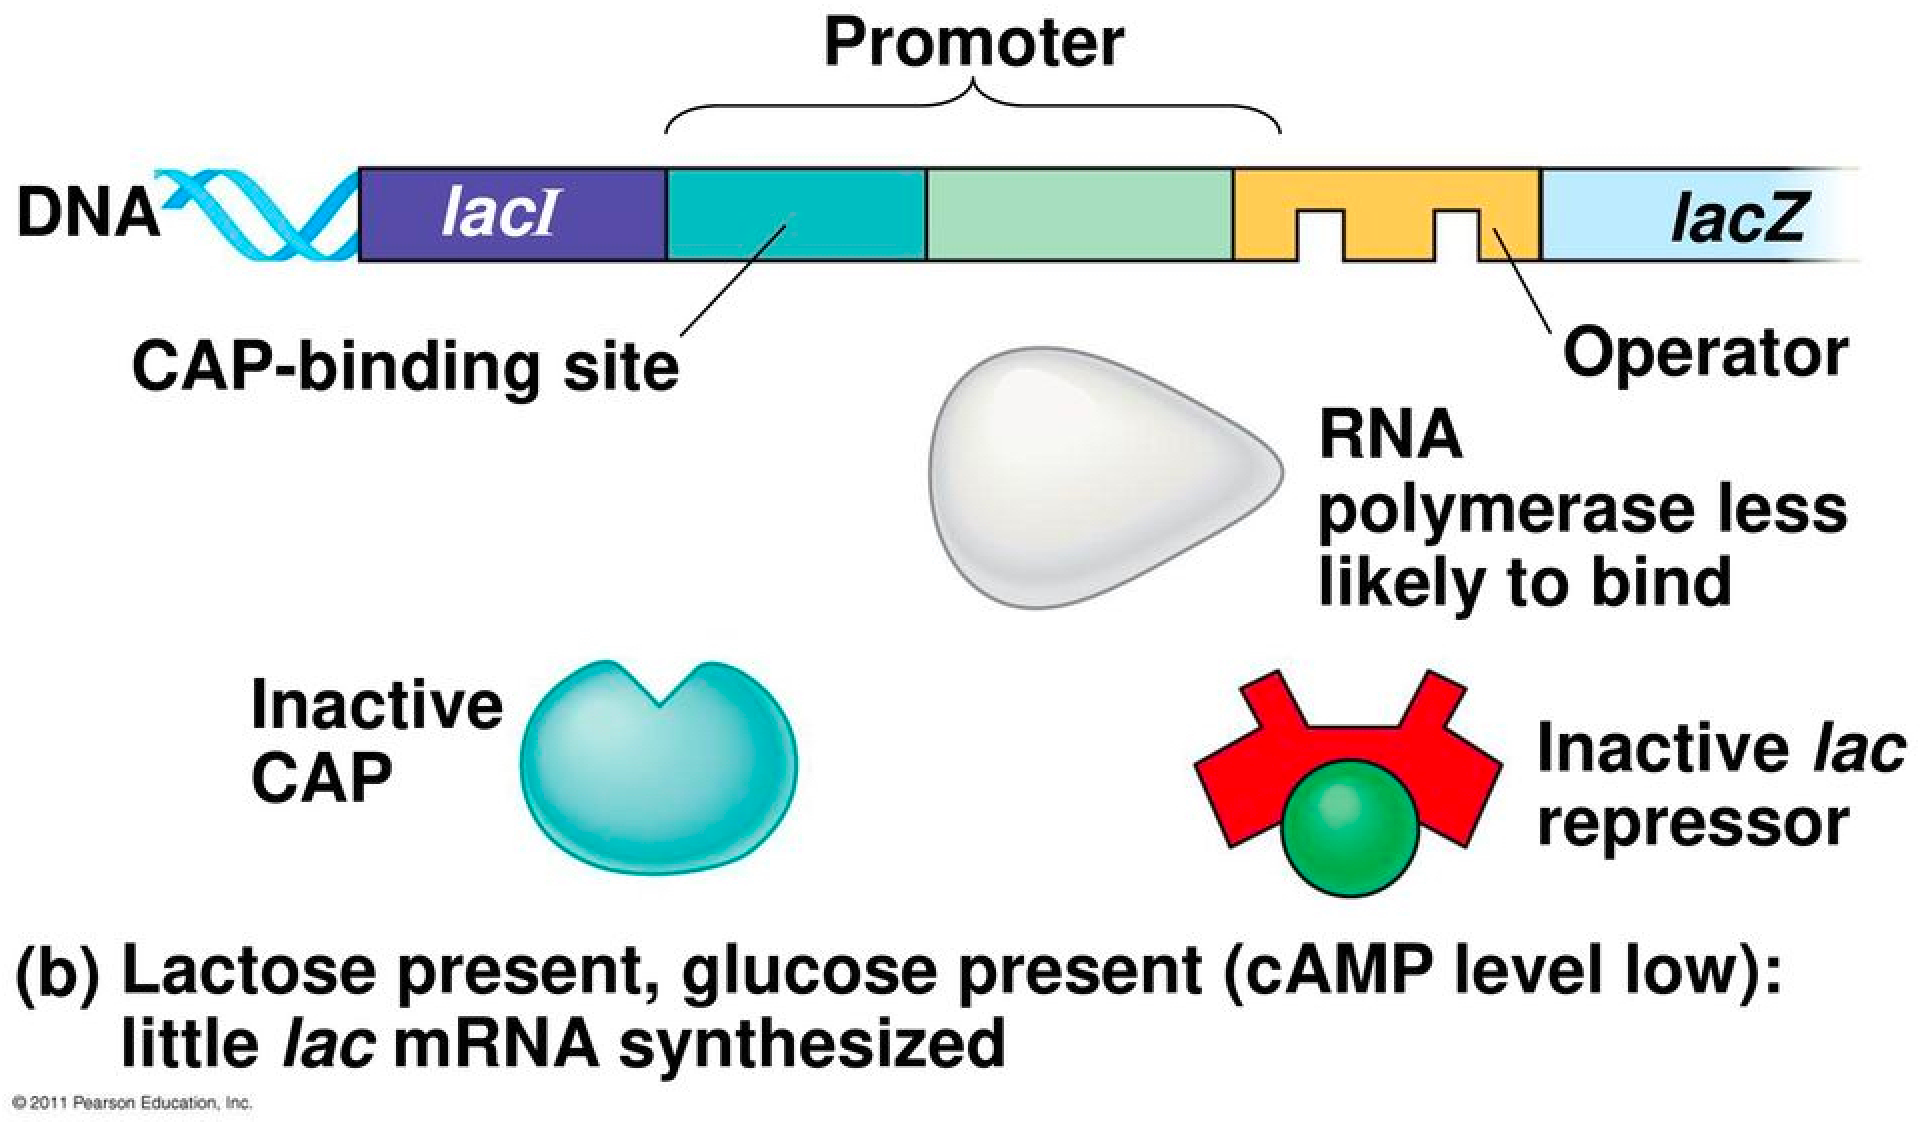 Promoter
DNA
lacI
lacZ
CAP-binding site
Operator
RNA
polymerase less
likely to bind
Inactive
CAP
Inactive lac
repressor
(b) Lactose present, glucose present (cAMP level low):
little lac mRNA synthesized
© 2011 Pearson Education, Inc.